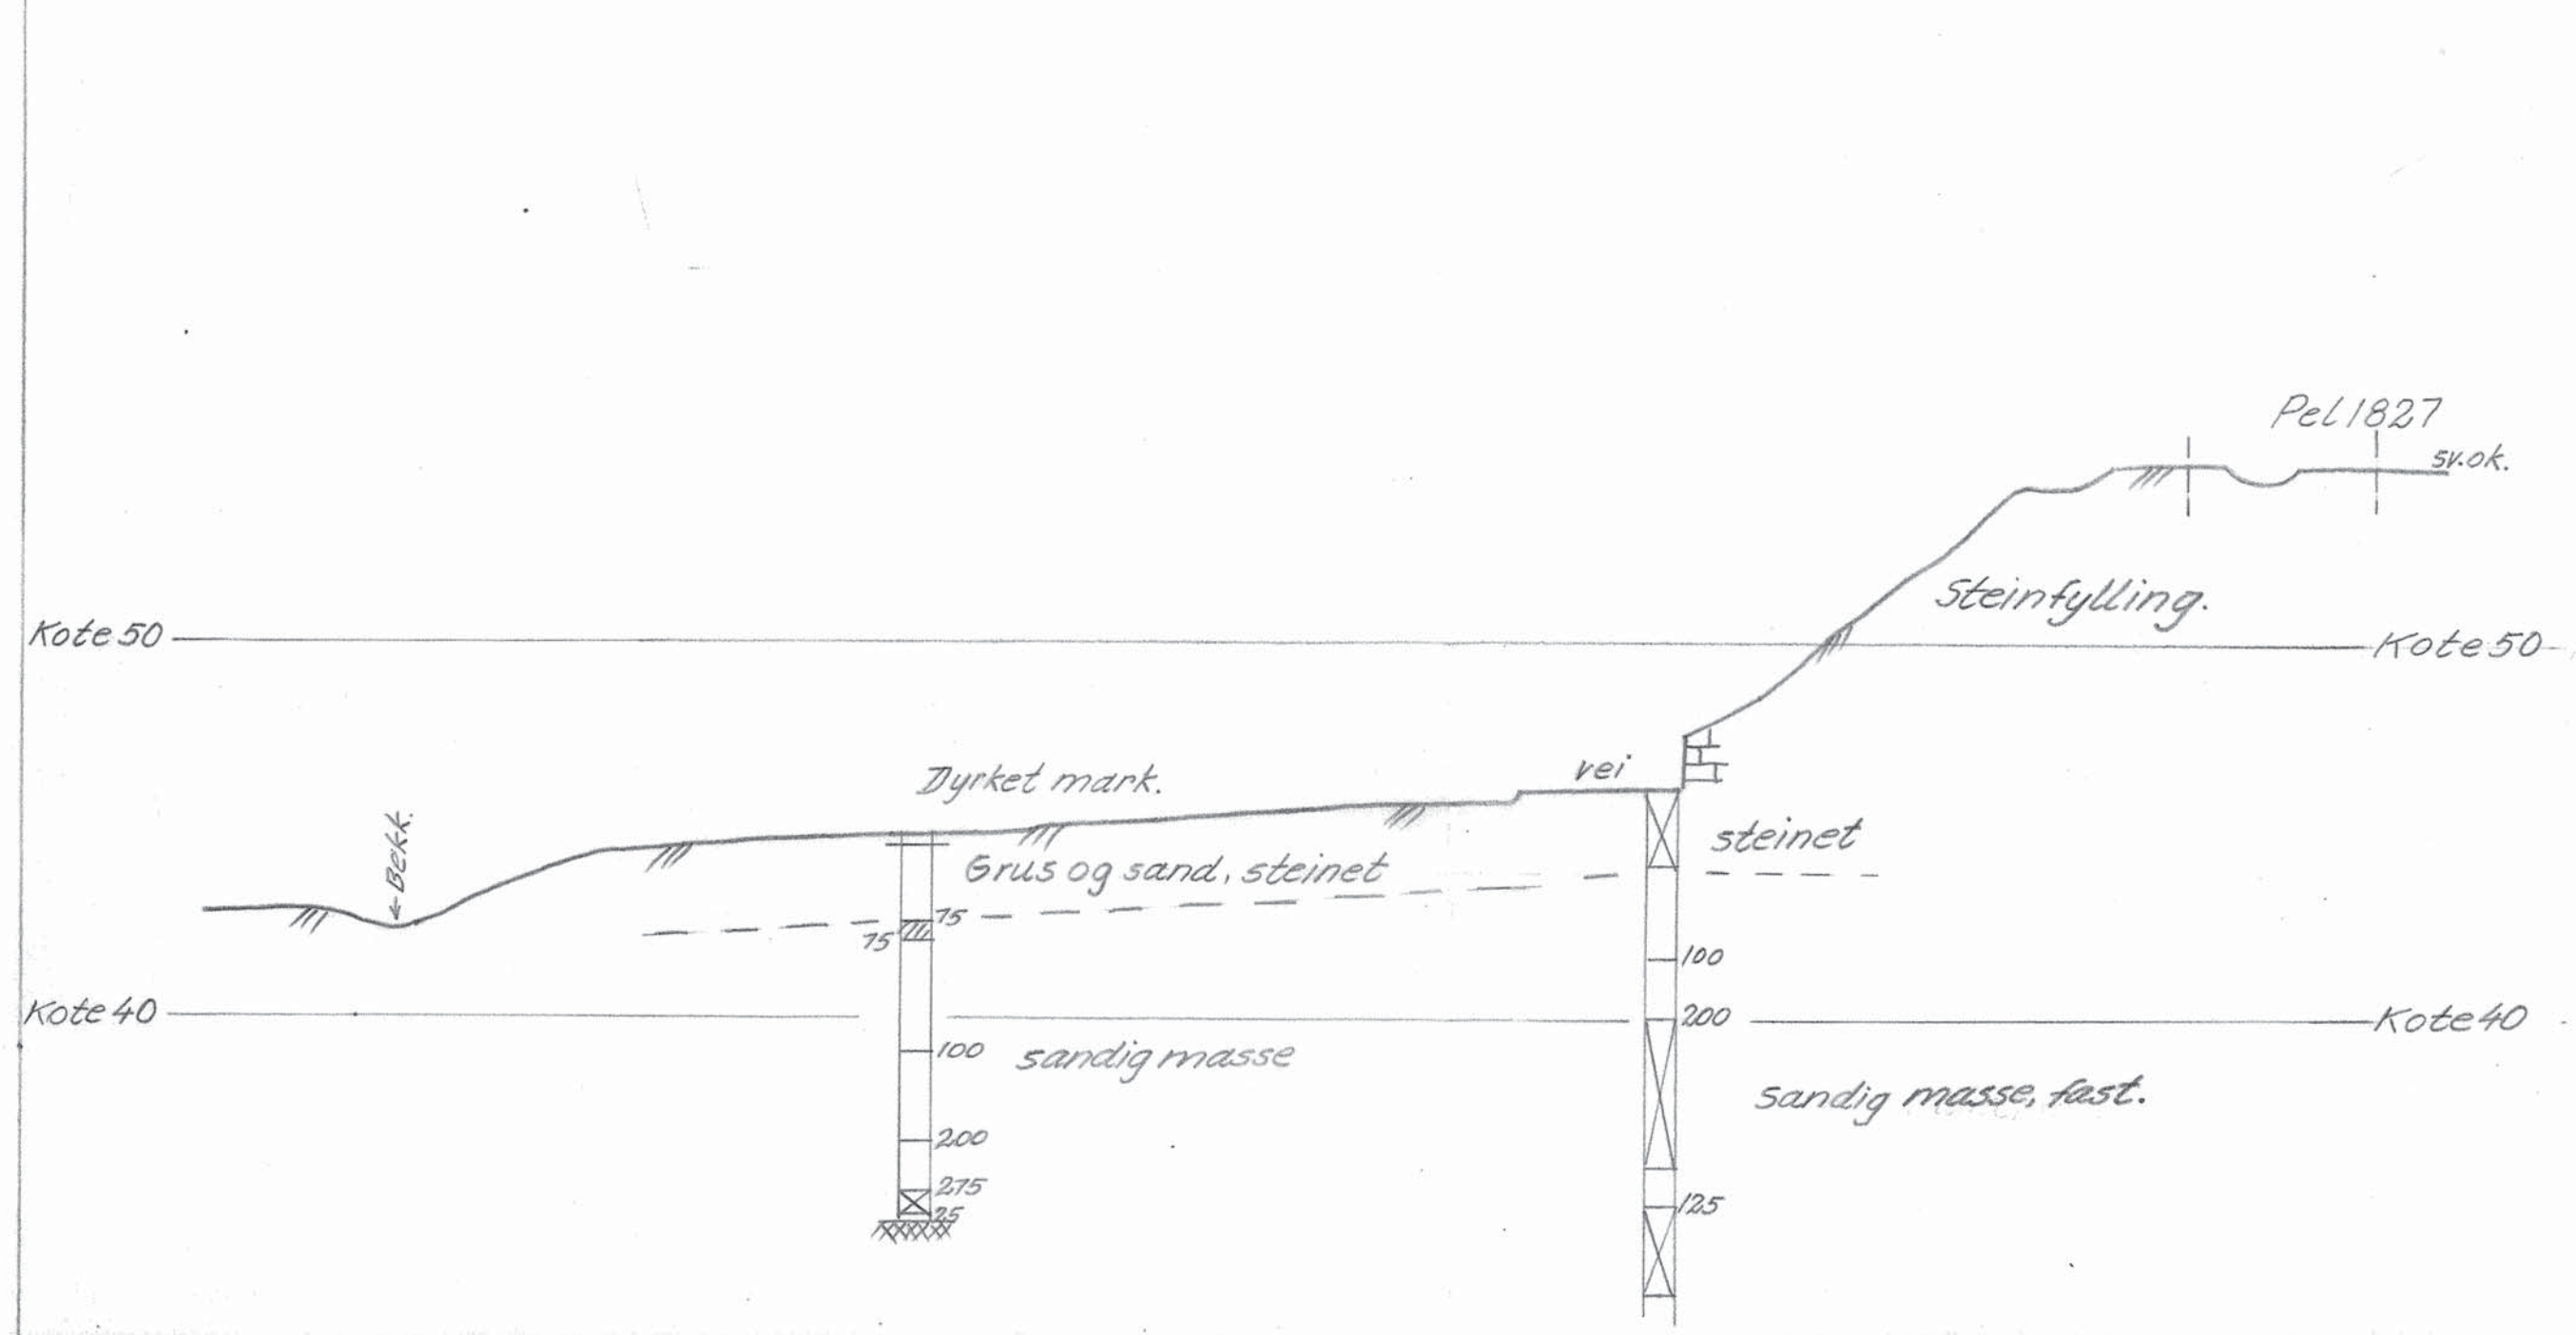 Pel 1827
sv.ok.
Steinfylling.
Kote 50
Kote 50
vei
Dyrket mark.
←Bekk.
steinet
Grus og sand, steinet
75
75
100
Kote 40
200
Kote 40
100
sandig masse
sandig masse, fast.
200
275
125
25